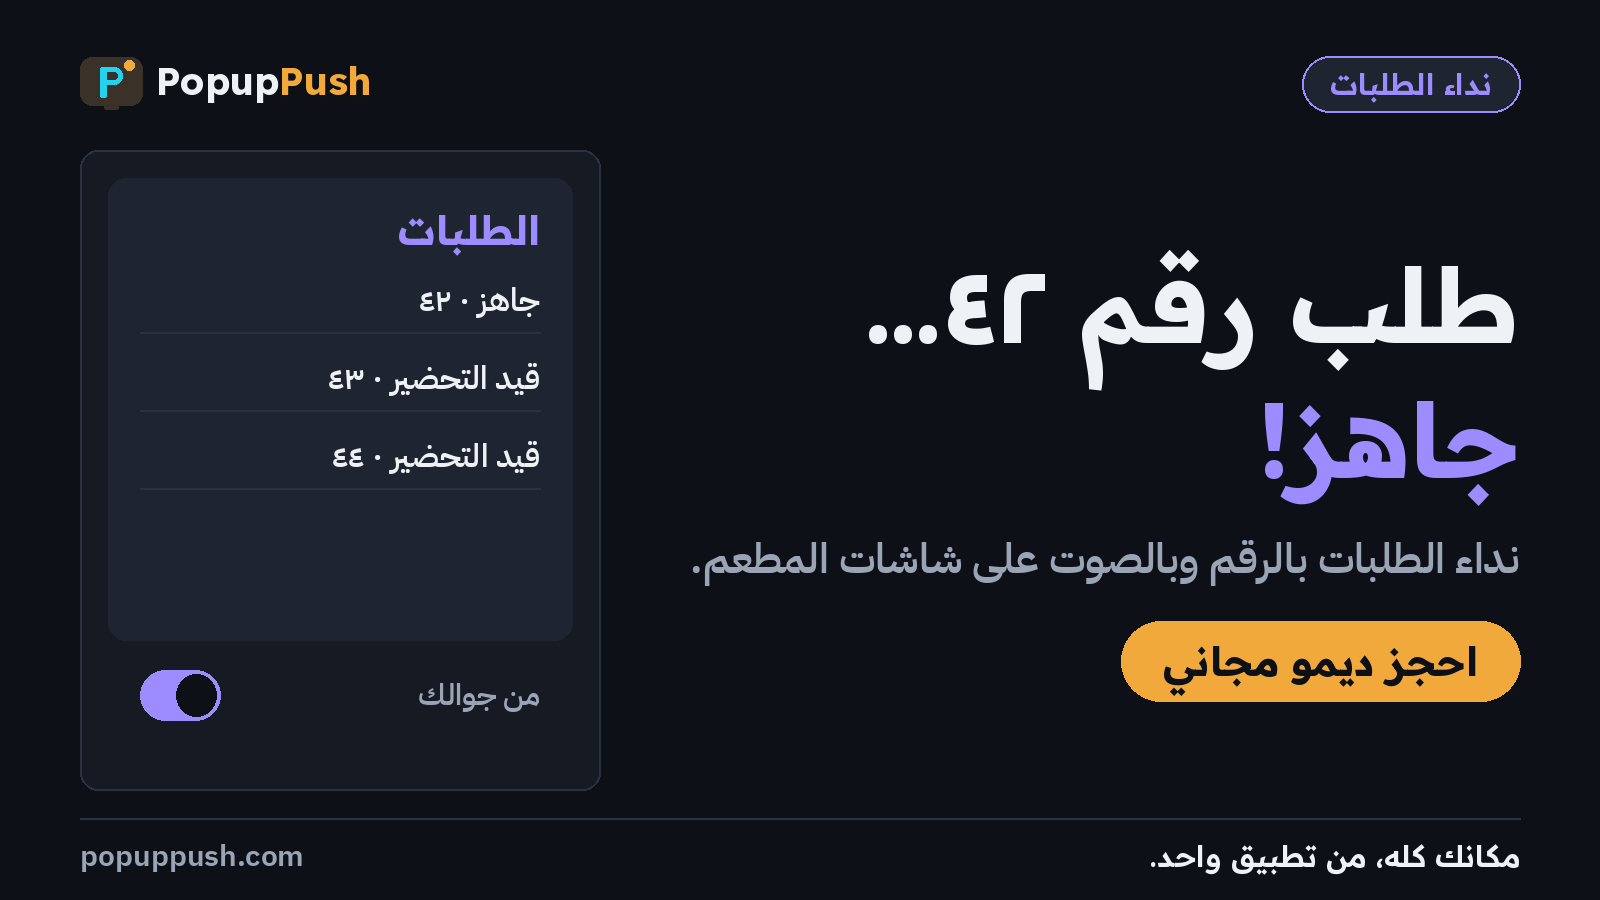 PopupPush
نداء الطلبات
طلب رقم ٤٢...
جاهز!
نداء الطلبات بالرقم وبالصوت على شاشات المطعم.
احجز ديمو مجاني
الطلبات
جاهز · ٤٢
قيد التحضير · ٤٣
قيد التحضير · ٤٤
من جوالك
مكانك كله، من تطبيق واحد.
popuppush.com